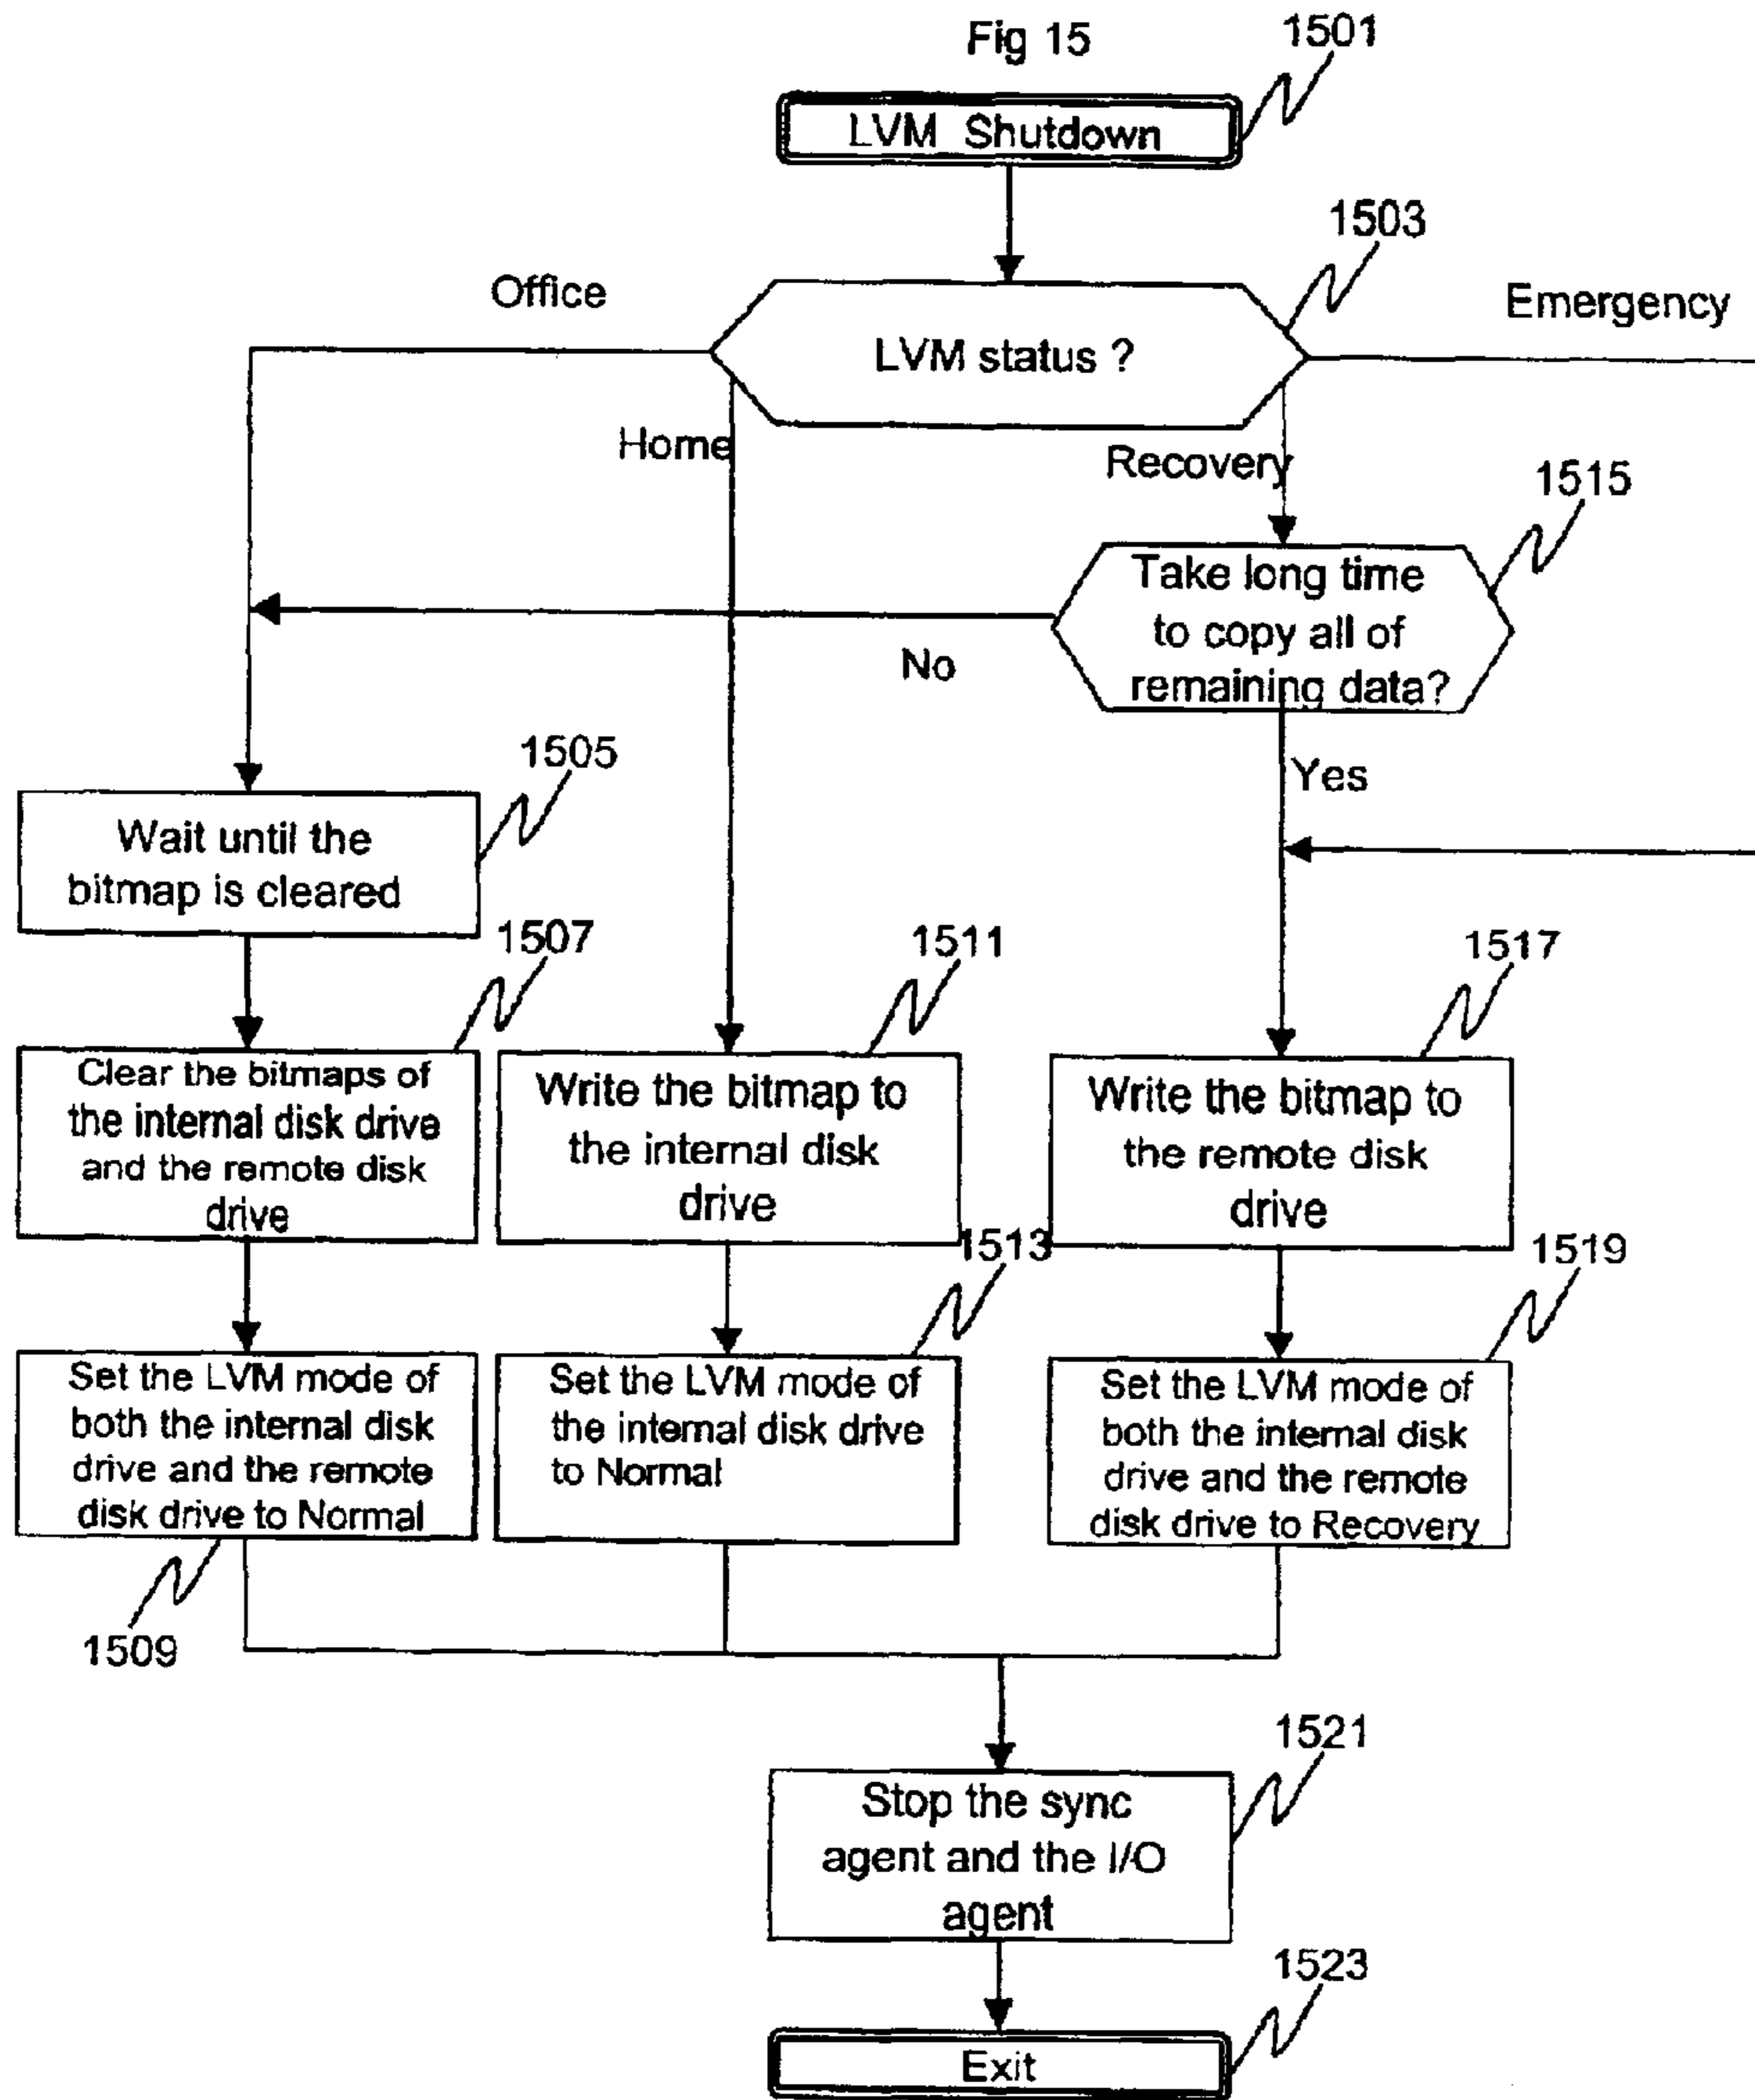 Fig 15
1501
LVM Shutdown
1503
Office
Emergency
LVM status ?
Home
Recovery
1515
Take long time
to copy all of
remaining data?
No
Yes
1505
Wait until the
bitmap is cleared
1507
1511
1517
Clear the bitmaps of
the internal disk drive
and the remote disk
drive
Write the bitmap to
the internal disk
drive
Write the bitmap to
the remote disk
drive
1513
1519
Set the LVM mode of
both the internal disk
drive and the remote
disk drive to Normal
Set the LVM mode of
the internal disk drive
to Normal
Set the LVM mode of
both the internal disk
drive and the remote
disk drive to Recovery
1509
1521
Stop the sync
agent and the I/O
agent
1523
Exit